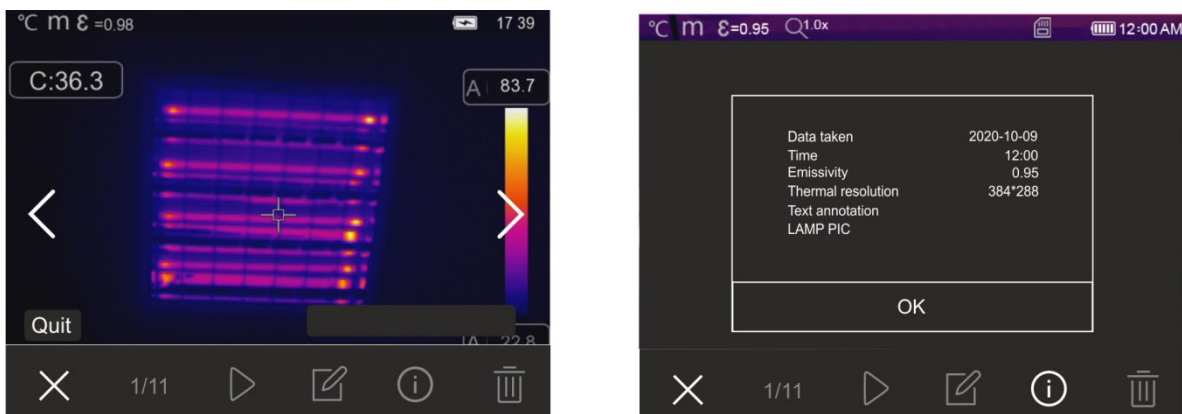 °C m ε =0.98 17 39
C:36.3
A 83.7
Quit
A 22.8
1/11
°C m ε=0.95 1.0x 12:00 AM
Data taken 2020-10-09
Time 12:00
Emissivity 0.95
Thermal resolution 384*288
Text annotation
LAMP PIC
OK
1/11